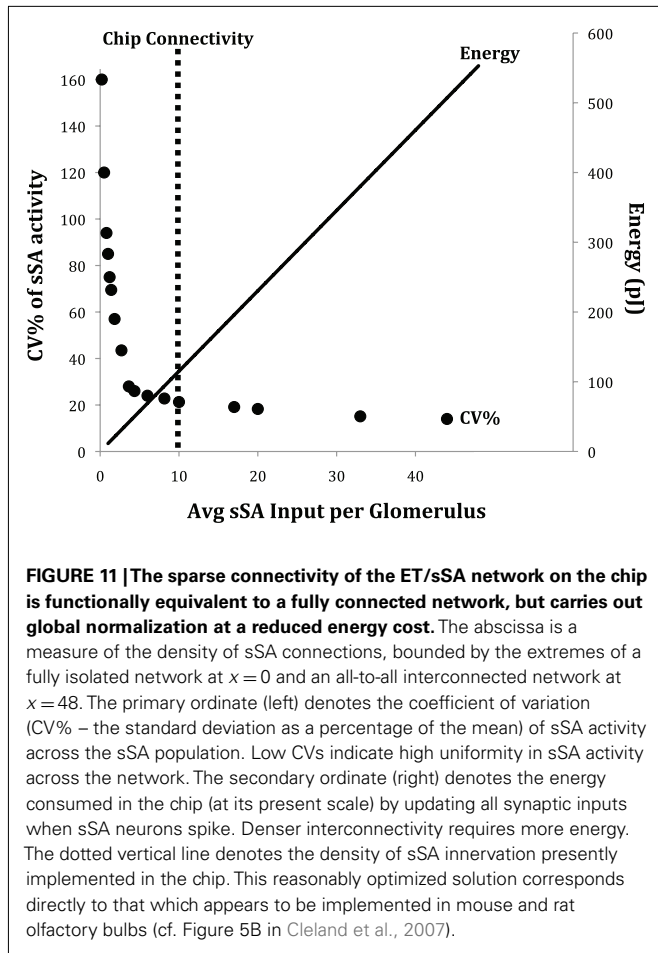 Chip Connectivity
Energy
600
500
400
300
200
100
0
Energy (pJ)
160
140
120
100
80
60
40
20
0
CV% of sSA activity
CV%
0 10 20 30 40
Avg sSA Input per Glomerulus
FIGURE 11 | The sparse connectivity of the ET/sSA network on the chip
is functionally equivalent to a fully connected network, but carries out
global normalization at a reduced energy cost. The abscissa is a
measure of the density of sSA connections, bounded by the extremes of a
fully isolated network at x = 0 and an all-to-all interconnected network at
x = 48. The primary ordinate (left) denotes the coefficient of variation
(CV% – the standard deviation as a percentage of the mean) of sSA activity
across the sSA population. Low CVs indicate high uniformity in sSA activity
across the network. The secondary ordinate (right) denotes the energy
consumed in the chip (at its present scale) by updating all synaptic inputs
when sSA neurons spike. Denser interconnectivity requires more energy.
The dotted vertical line denotes the density of sSA innervation presently
implemented in the chip. This reasonably optimized solution corresponds
directly to that which appears to be implemented in mouse and rat
olfactory bulbs (cf. Figure 5B in Cleland et al., 2007).